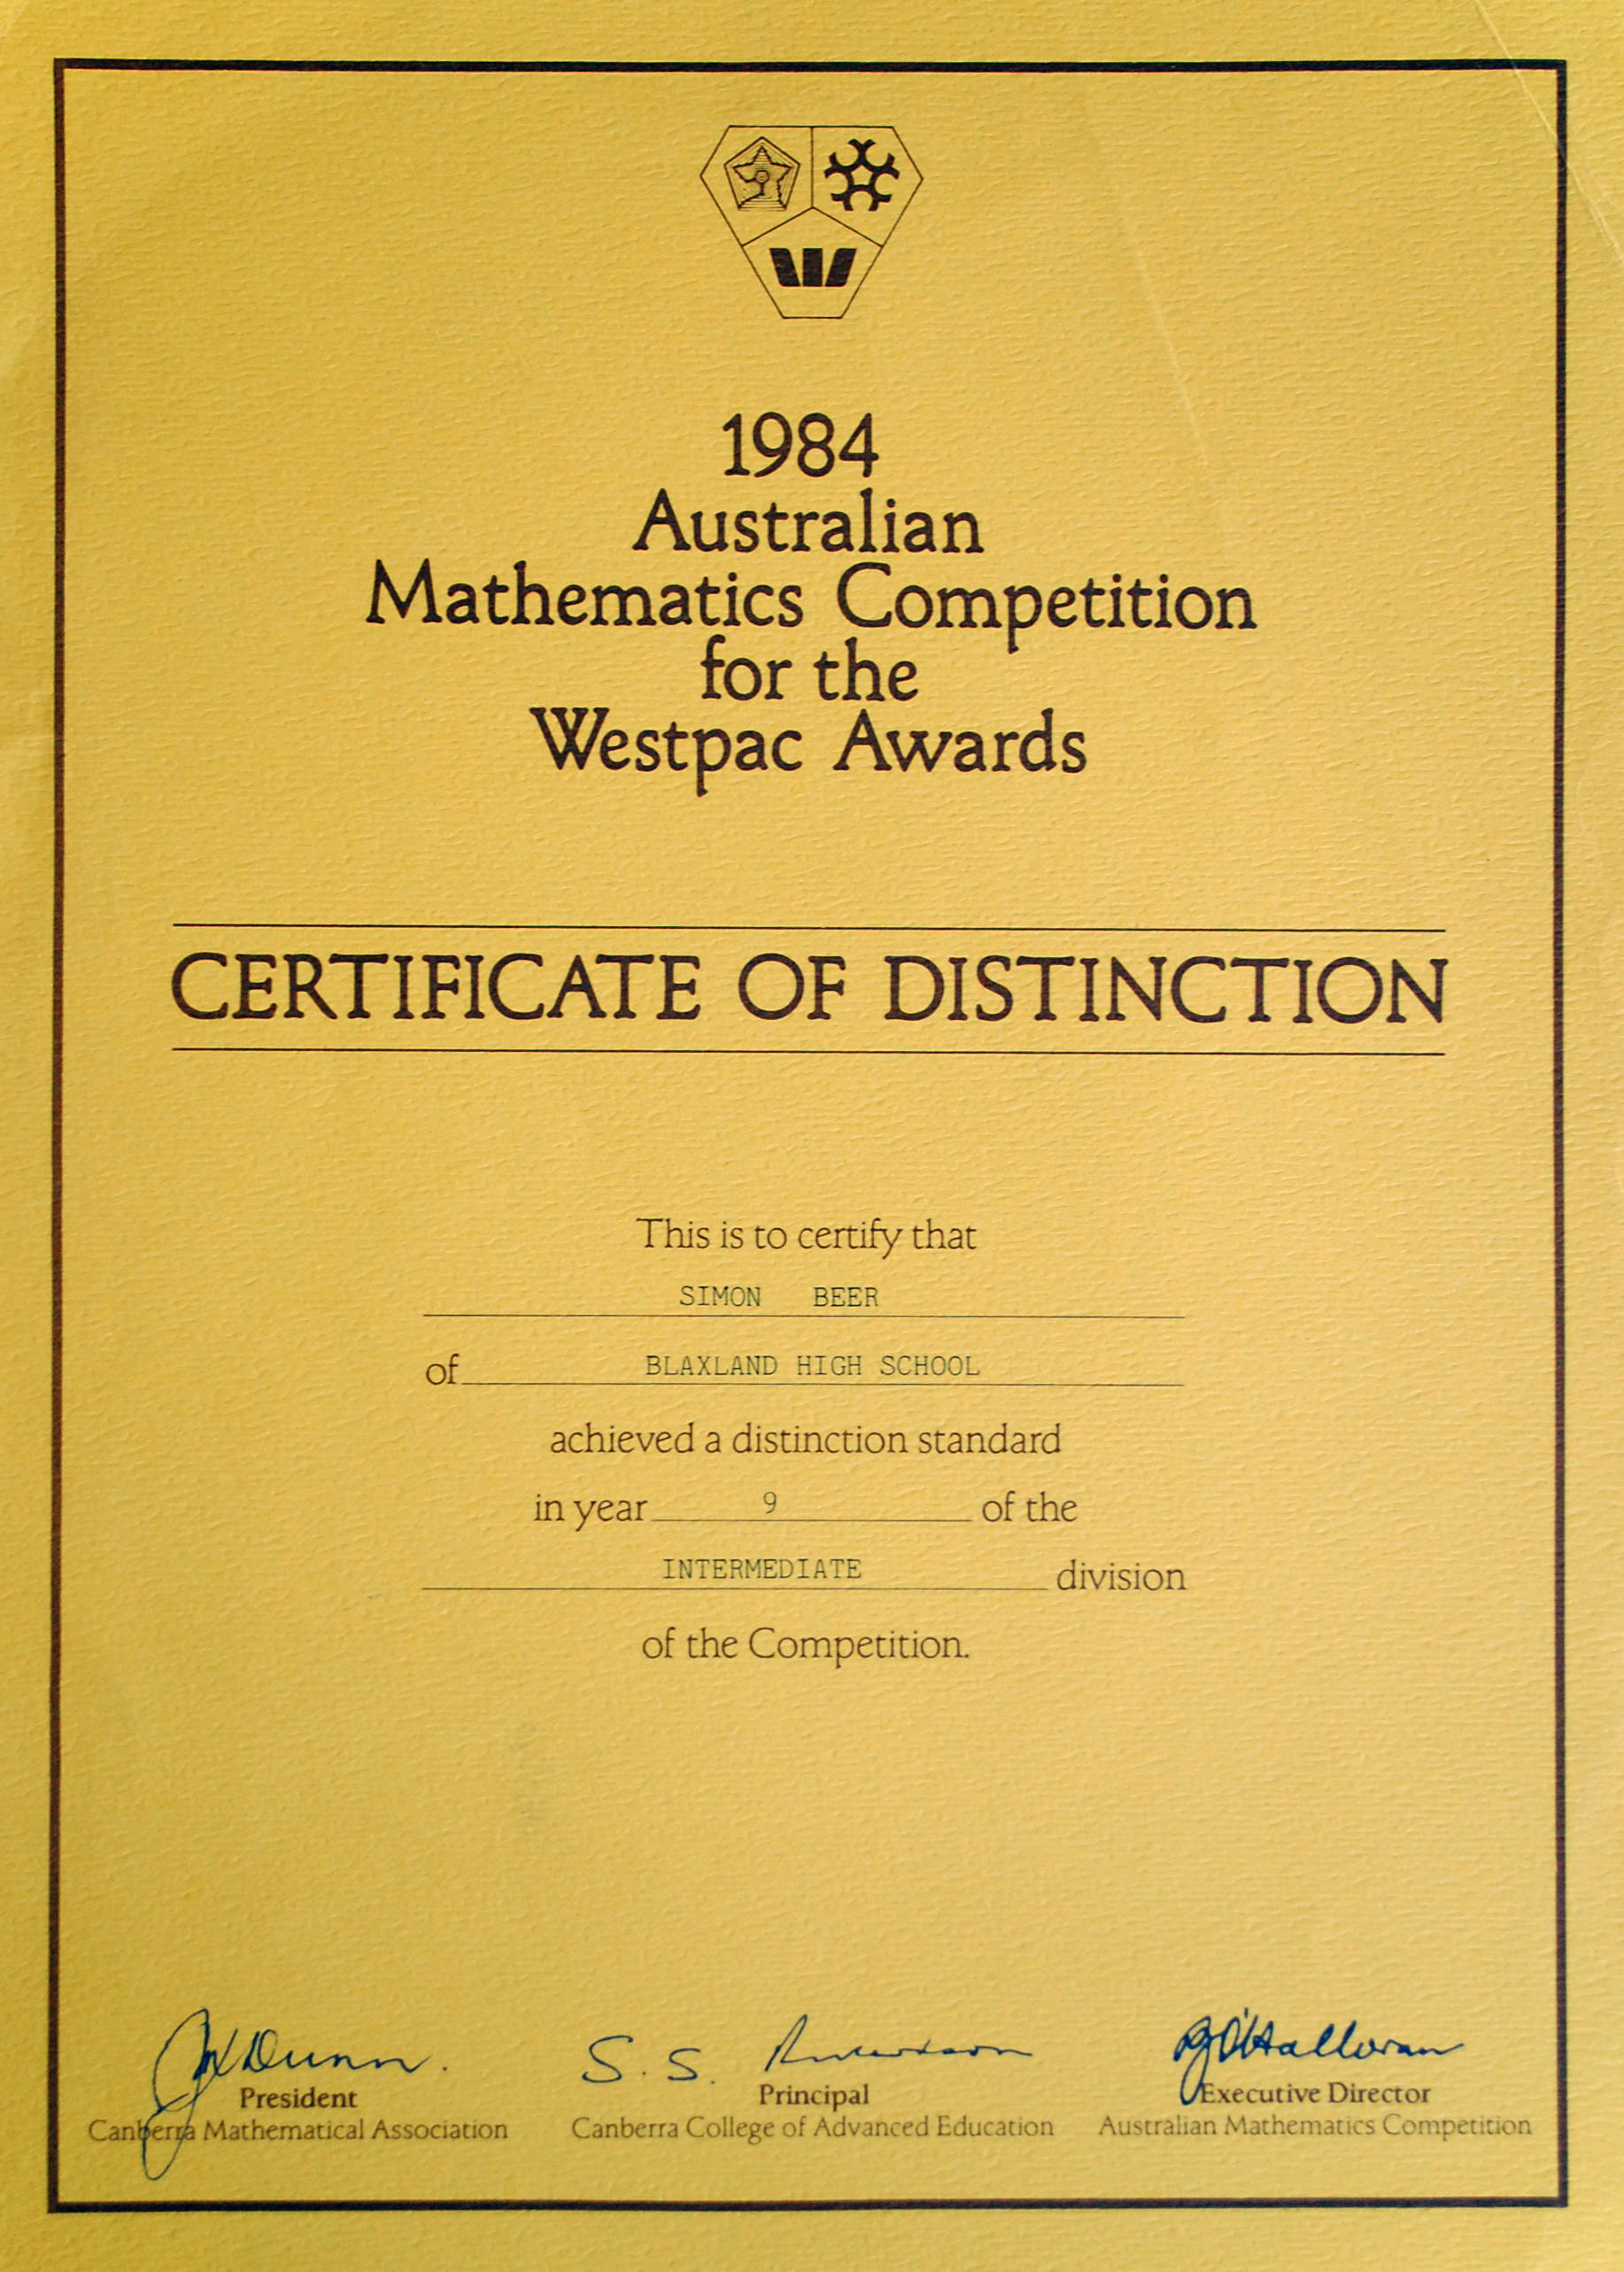 1984
Australian
Mathematics Competition
for the
Westpac Awards
CERTIFICATE OF DISTINCTION
This is to certify that
SIMON BEER
of BLAXLAND HIGH SCHOOL
achieved a distinction standard
in year 9 of the
INTERMEDIATE division
of the Competition.
Dunn. S. S. O'Halloran
President Principal Executive Director
Canberra Mathematical Association Canberra College of Advanced Education Australian Mathematics Competition